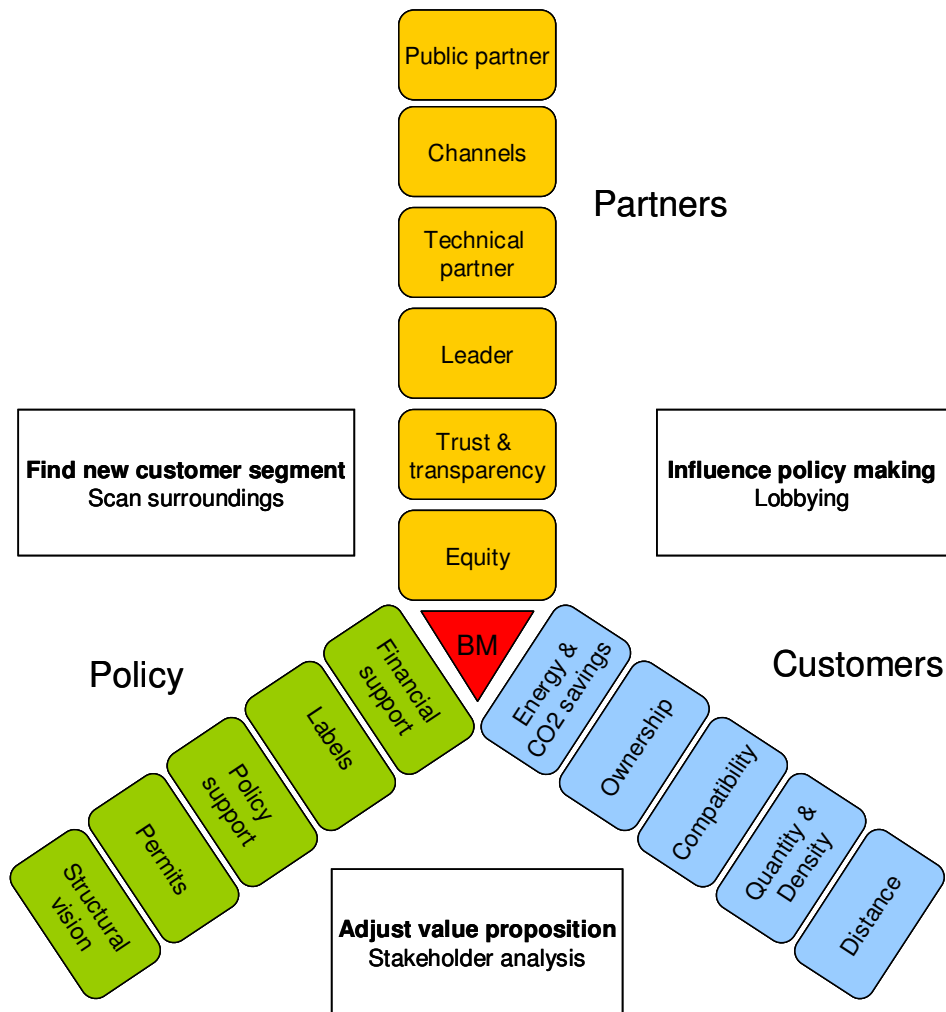 Public partner
Channels
Partners
Technical
partner
Leader
Trust &
transparency
Find new customer segment
Scan surroundings
Influence policy making
Lobbying
Equity
BM
Policy
Customers
Financial
support
Labels
Policy
support
Permits
Structural
vision
Energy &
CO2 savings
Ownership
Compatibility
Quantity &
Density
Distance
Adjust value proposition
Stakeholder analysis